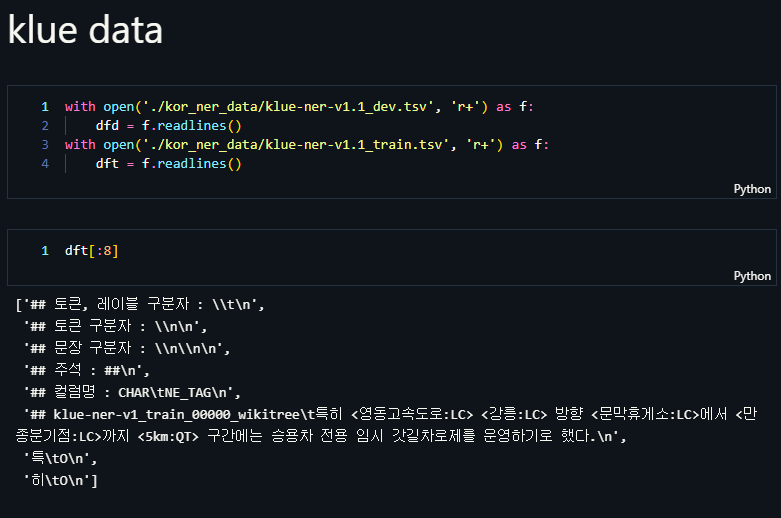 klue data
1 with open('./kor_ner_data/klue-ner-v1.1_dev.tsv', 'r+') as f:
2 dfd = f.readlines()
3 with open('./kor_ner_data/klue-ner-v1.1_train.tsv', 'r+') as f:
4 dft = f.readlines()
Python
1 dft[:8]
Python
['## 토큰, 레이블 구분자 : \\t\n',
'## 토큰 구분자 : \\n\n',
'## 문장 구분자 : \\n\\n\n',
'## 주석 : ##\n',
'## 컬럼명 : CHAR\tNE_TAG\n',
'## klue-ner-v1_train_00000_wikitree\t특히 <영동고속도로:LC> <강릉:LC> 방향 <문막휴게소:LC>에서 <만
종분기점:LC>까지 <5km:QT> 구간에는 승용차 전용 임시 갓길차로제를 운영하기로 했다.\n',
'특\tO\n',
'히\tO\n']